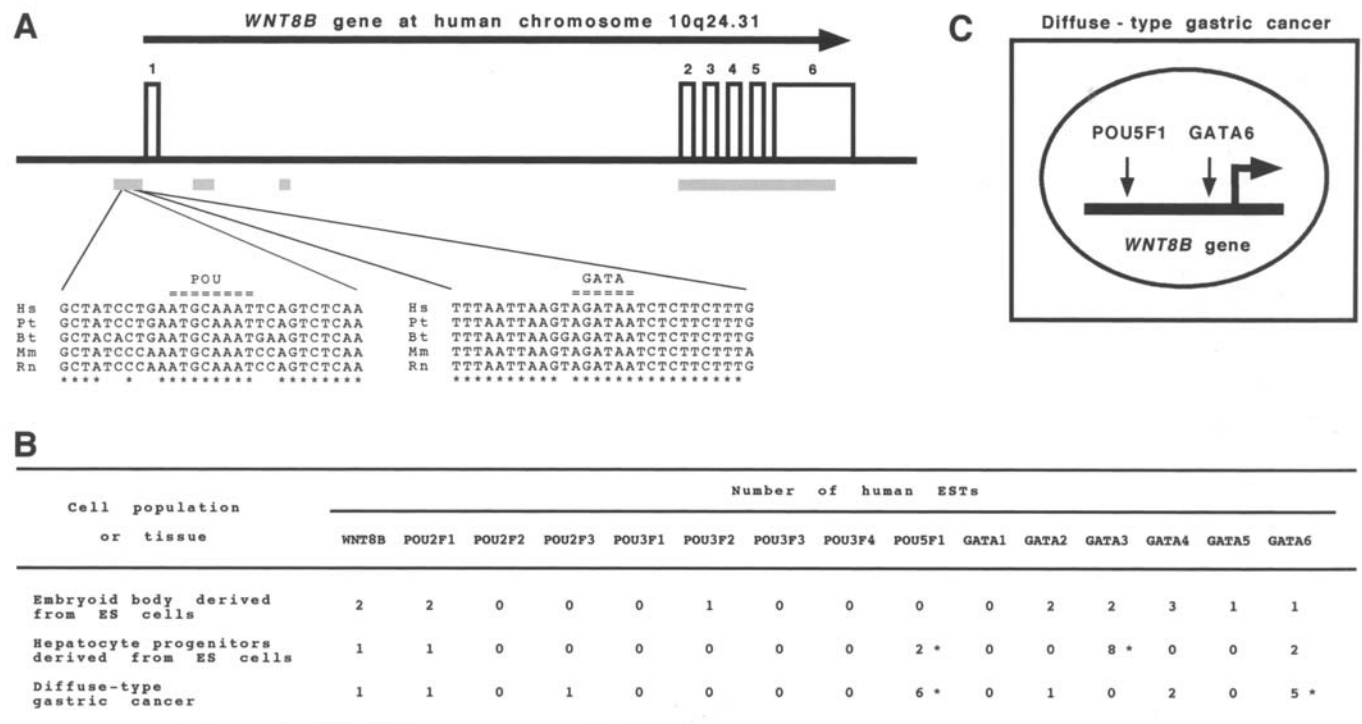 A
WNT8B gene at human chromosome 10q24.31
1 2 3 4 5 6
POU
========
Hs GCTATCCTGAATGCAAATTCAGTCTCAA
Pt GCTATCCTGAATGCAAATTCAGTCTCAA
Bt GCTACACTGAATGCAAATGAAGTCTCAA
Mm GCTATCCCAAATGCAAATCCAGTCTCAA
Rn GCTATCCCAAATGCAAATCCAGTCTCAA
**** * ********* ********
GATA
======
Hs TTTAATTAAGTAGATAATCTCTTCTTTG
Pt TTTAATTAAGTAGATAATCTCTTCTTTG
Bt TTTAATTAAGGAGATAATCTCTTCTTTG
Mm TTTAATTAAGTAGATAATCTCTTCTTTA
Rn TTTAATTAAGTAGATAATCTCTTCTTTG
********** ****************
C
Diffuse - type gastric cancer
POU5F1 GATA6
WNT8B gene
B
Cell population
or tissue
Number of human ESTs
WNT8B POU2F1 POU2F2 POU2F3 POU3F1 POU3F2 POU3F3 POU3F4 POU5F1 GATA1 GATA2 GATA3 GATA4 GATA5 GATA6
Embryoid body derived
from ES cells
2 2 0 0 0 1 0 0 0 0 2 2 3 1 1
Hepatocyte progenitors
derived from ES cells
1 1 0 0 0 0 0 0 2 * 0 0 8 * 0 0 2
Diffuse-type
gastric cancer
1 1 0 1 0 0 0 0 6 * 0 1 0 2 0 5 *